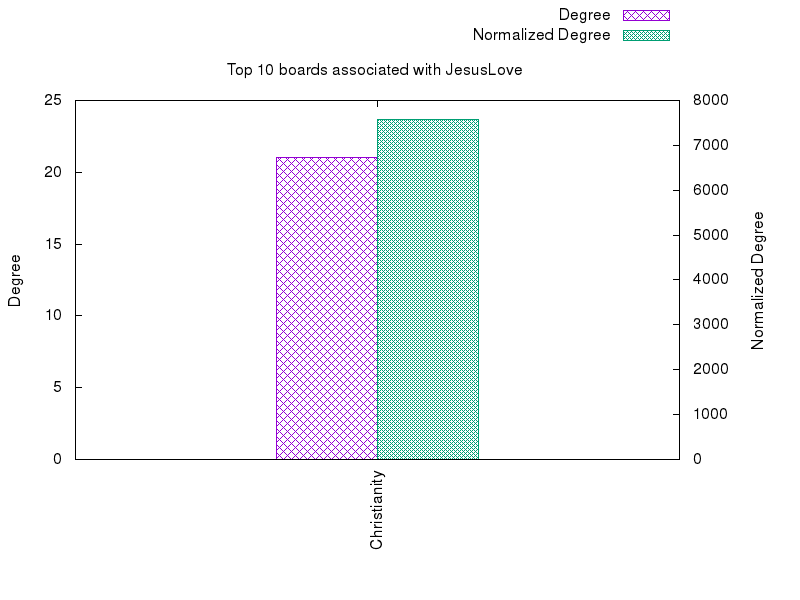 Degree
Normalized Degree
Top 10 boards associated with JesusLove
25
20
15
10
5
0
8000
7000
6000
5000
4000
3000
2000
1000
0
Degree
Normalized Degree
Christianity